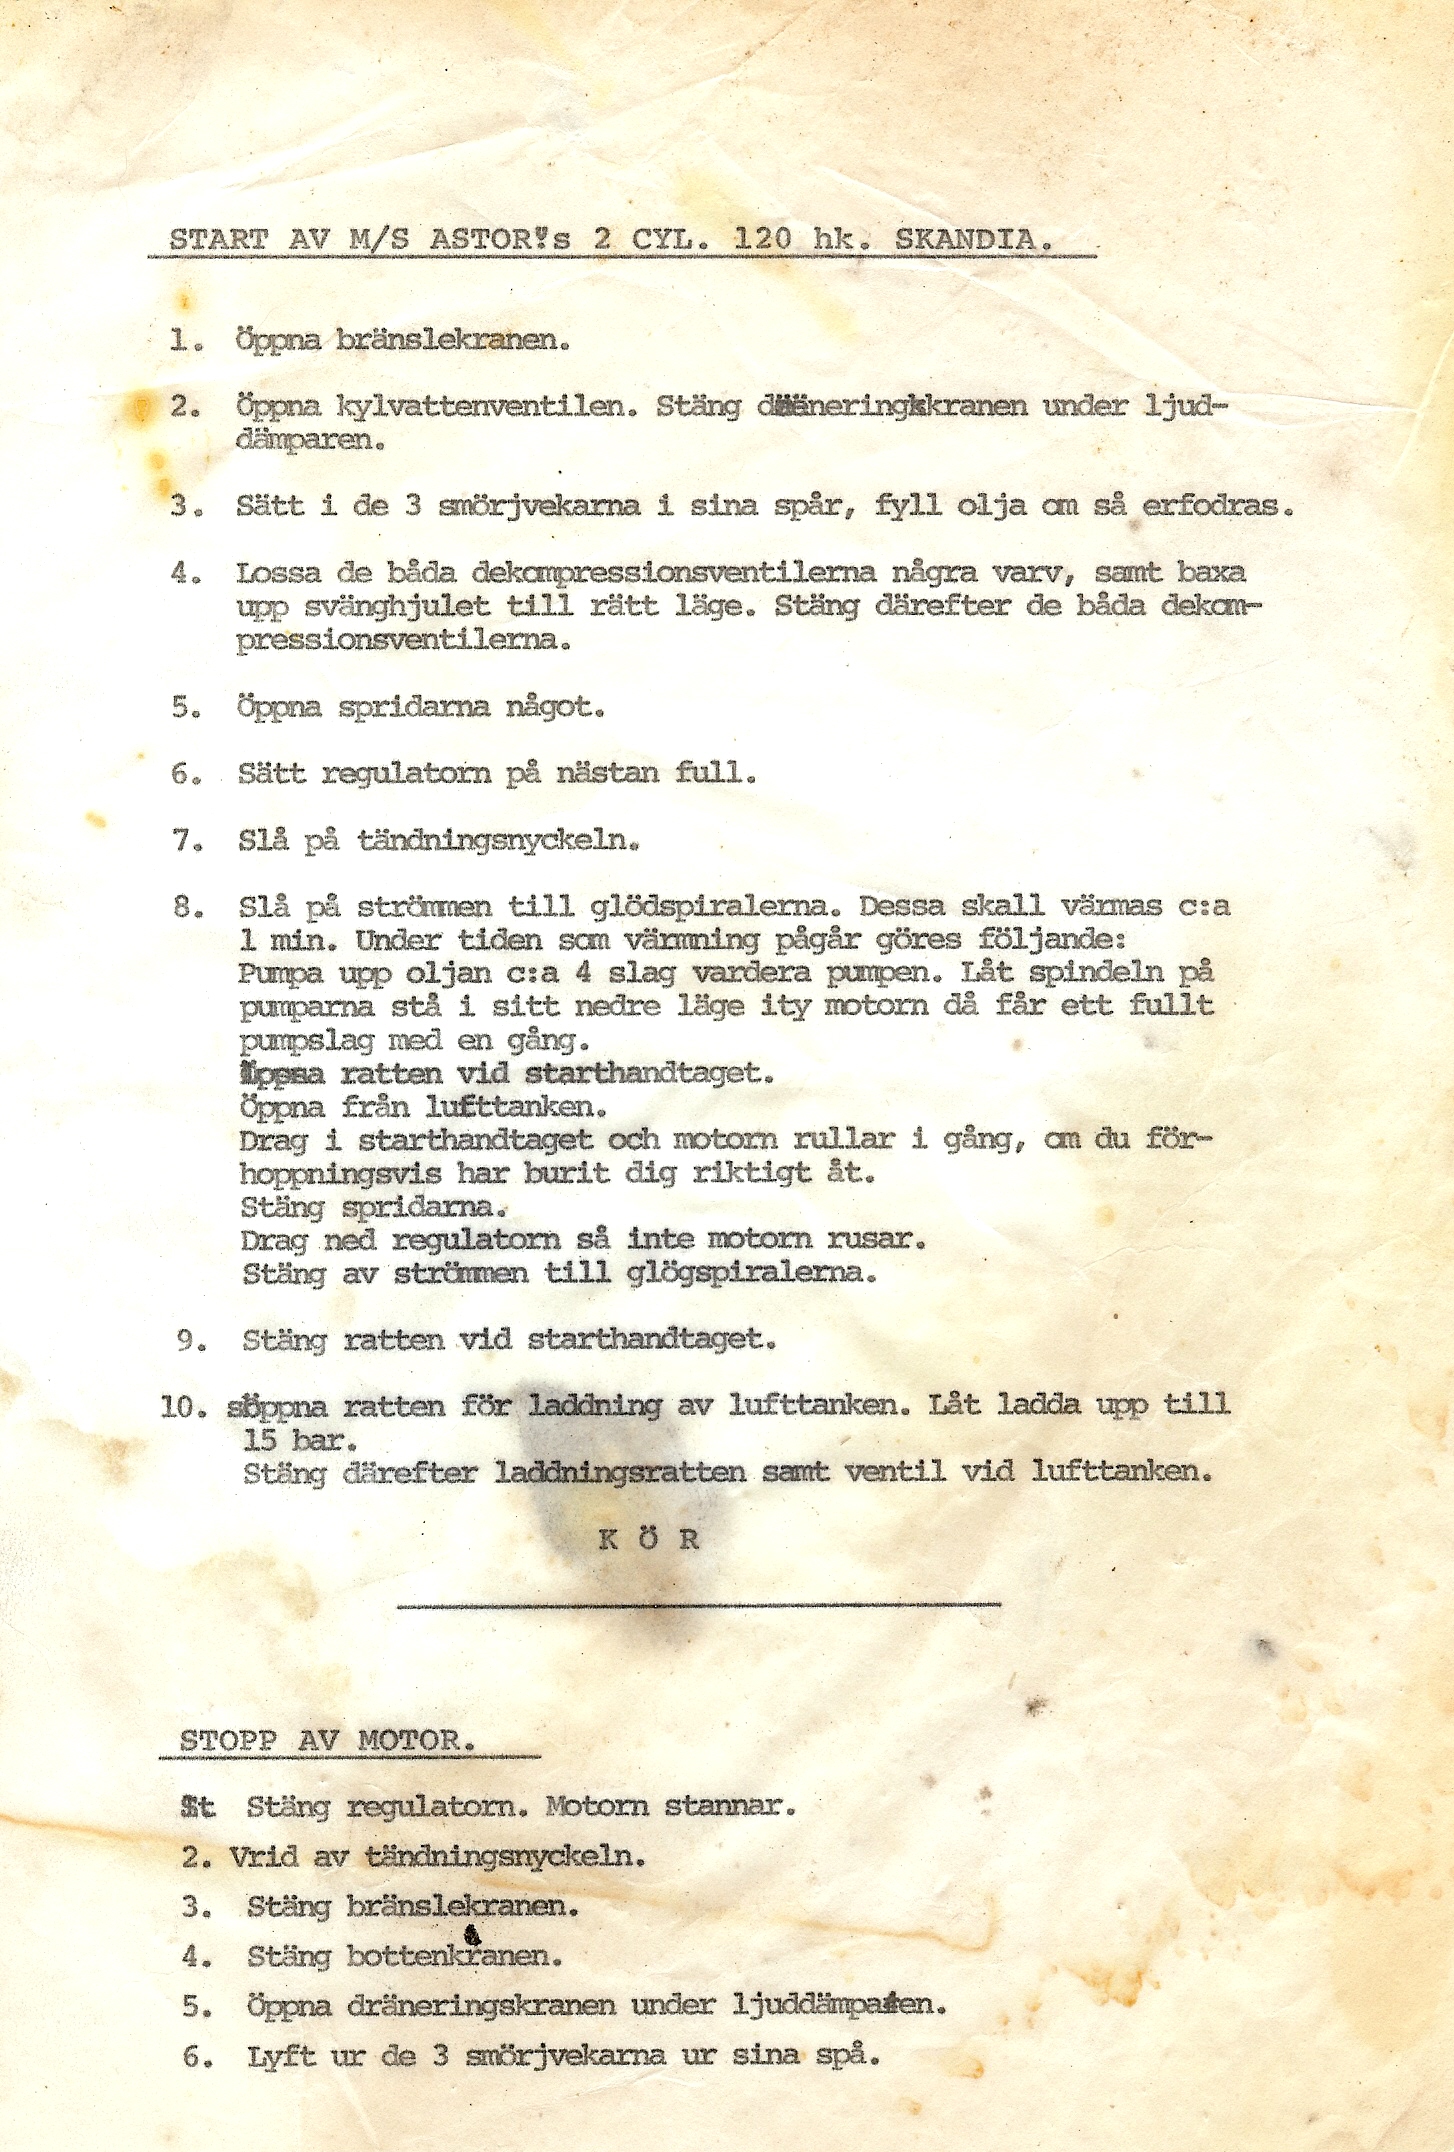 START AV M/S ASTOR's 2 CYL. 120 hk. SKANDIA.
1. Öppna bränslekranen.
2. Öppna kylvattenventilen. Stäng dräneringskranen under ljud-
dämparen.
3. Sätt i de 3 smörjvekarna i sina spår, fyll olja om så erfodras.
4. Lossa de båda dekompressionsventilerna några varv, samt baxa
upp svänghjulet till rätt läge. Stäng därefter de båda dekom-
pressionsventilerna.
5. Öppna spridarna något.
6. Sätt regulatorn på nästan full.
7. Slå på tändningsnyckeln.
8. Slå på strömmen till glödspiralerna. Dessa skall värmas c:a
1 min. Under tiden som värmning pågår göres följande:
Pumpa upp oljan c:a 4 slag vardera pumpen. Låt spindeln på
pumparna stå i sitt nedre läge ity motorn då får ett fullt
pumpslag med en gång.
Öppna ratten vid starthandtaget.
Öppna från lufttanken.
Drag i starthandtaget och motorn rullar i gång, om du för-
hoppningsvis har burit dig riktigt åt.
Stäng spridarna.
Drag ned regulatorn så inte motorn rusar.
Stäng av strömmen till glögspiralerna.
9. Stäng ratten vid starthandtaget.
10. Öppna ratten för laddning av lufttanken. Låt ladda upp till
15 bar.
Stäng därefter laddningsratten samt ventil vid lufttanken.
K Ö R
STOPP AV MOTOR.
Stäng regulatorn. Motorn stannar.
2. Vrid av tändningsnyckeln.
3. Stäng bränslekranen.
4. Stäng bottenkranen.
5. Öppna dräneringskranen under ljuddämparen.
6. Lyft ur de 3 smörjvekarna ur sina spå.